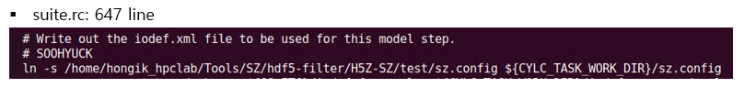 ▪ suite.rc: 647 line
# Write out the iodef.xml file to be used for this model step.
# SOOHYUCK
ln -s /home/hongik_hpclab/Tools/SZ/hdf5-filter/H5Z-SZ/test/sz.config ${CYLC_TASK_WORK_DIR}/sz.config